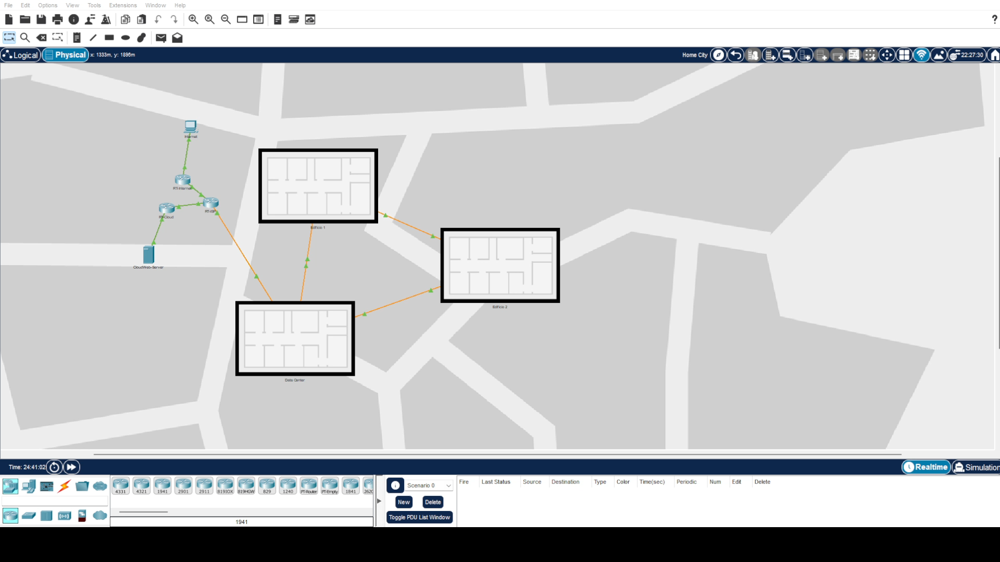 File Edit Options View Tools Extensions Window Help
?
Logical Physical x: 1333m, y: 1896m Home City 22:27:30
Internet
RT-Internet
RT-ISP
RT-Cloud
Edificio 1
CloudWeb-Server
Edificio 2
Data Center
Time: 24:41:02 Realtime Simulation
4331 4321 1941 2901 2911 819IOX 819HGW 829 1240 PT-Router PT-Empty 1841 2620
1941
Scenario 0
New Delete
Toggle PDU List Window
Fire Last Status Source Destination Type Color Time(sec) Periodic Num Edit Delete